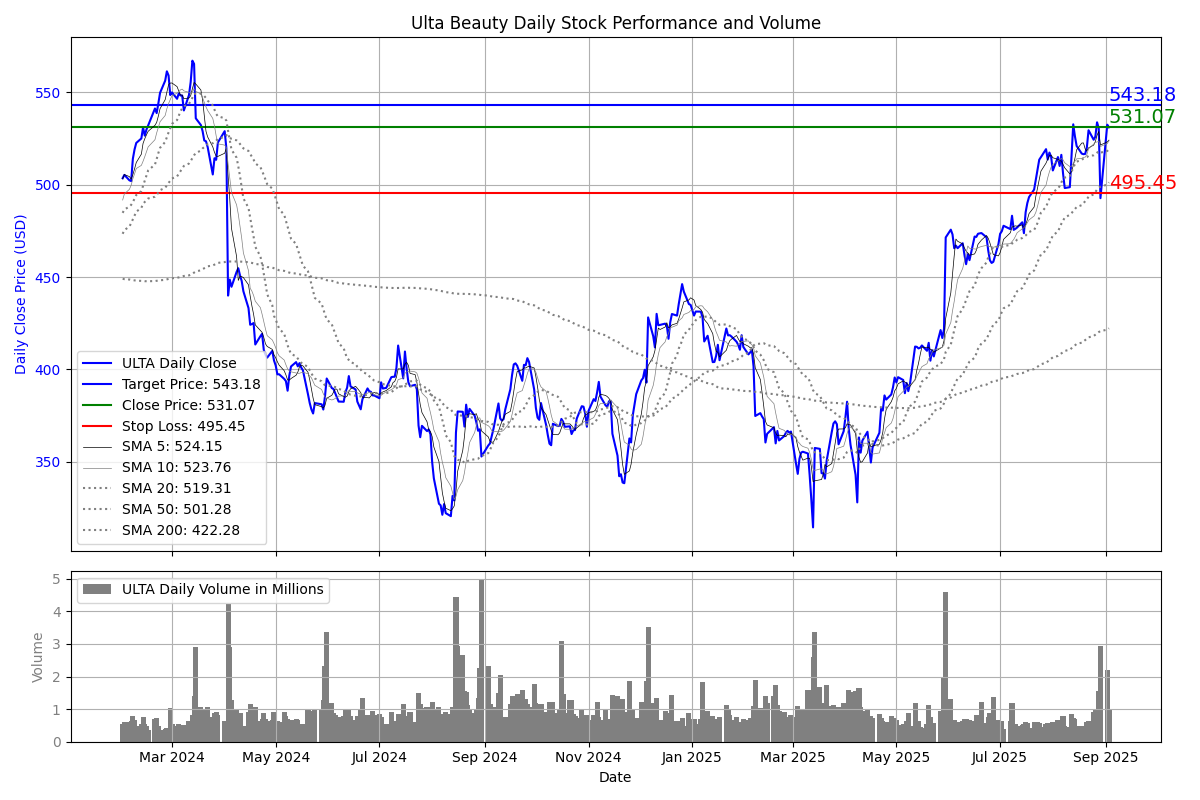 Ulta Beauty Daily Stock Performance and Volume
Daily Close Price (USD)
550
500
450
400
350
543.18
531.07
495.45
ULTA Daily Close
Target Price: 543.18
Close Price: 531.07
Stop Loss: 495.45
SMA 5: 524.15
SMA 10: 523.76
SMA 20: 519.31
SMA 50: 501.28
SMA 200: 422.28
Volume
5
4
3
2
1
0
ULTA Daily Volume in Millions
Mar 2024
May 2024
Jul 2024
Sep 2024
Nov 2024
Jan 2025
Mar 2025
May 2025
Jul 2025
Sep 2025
Date